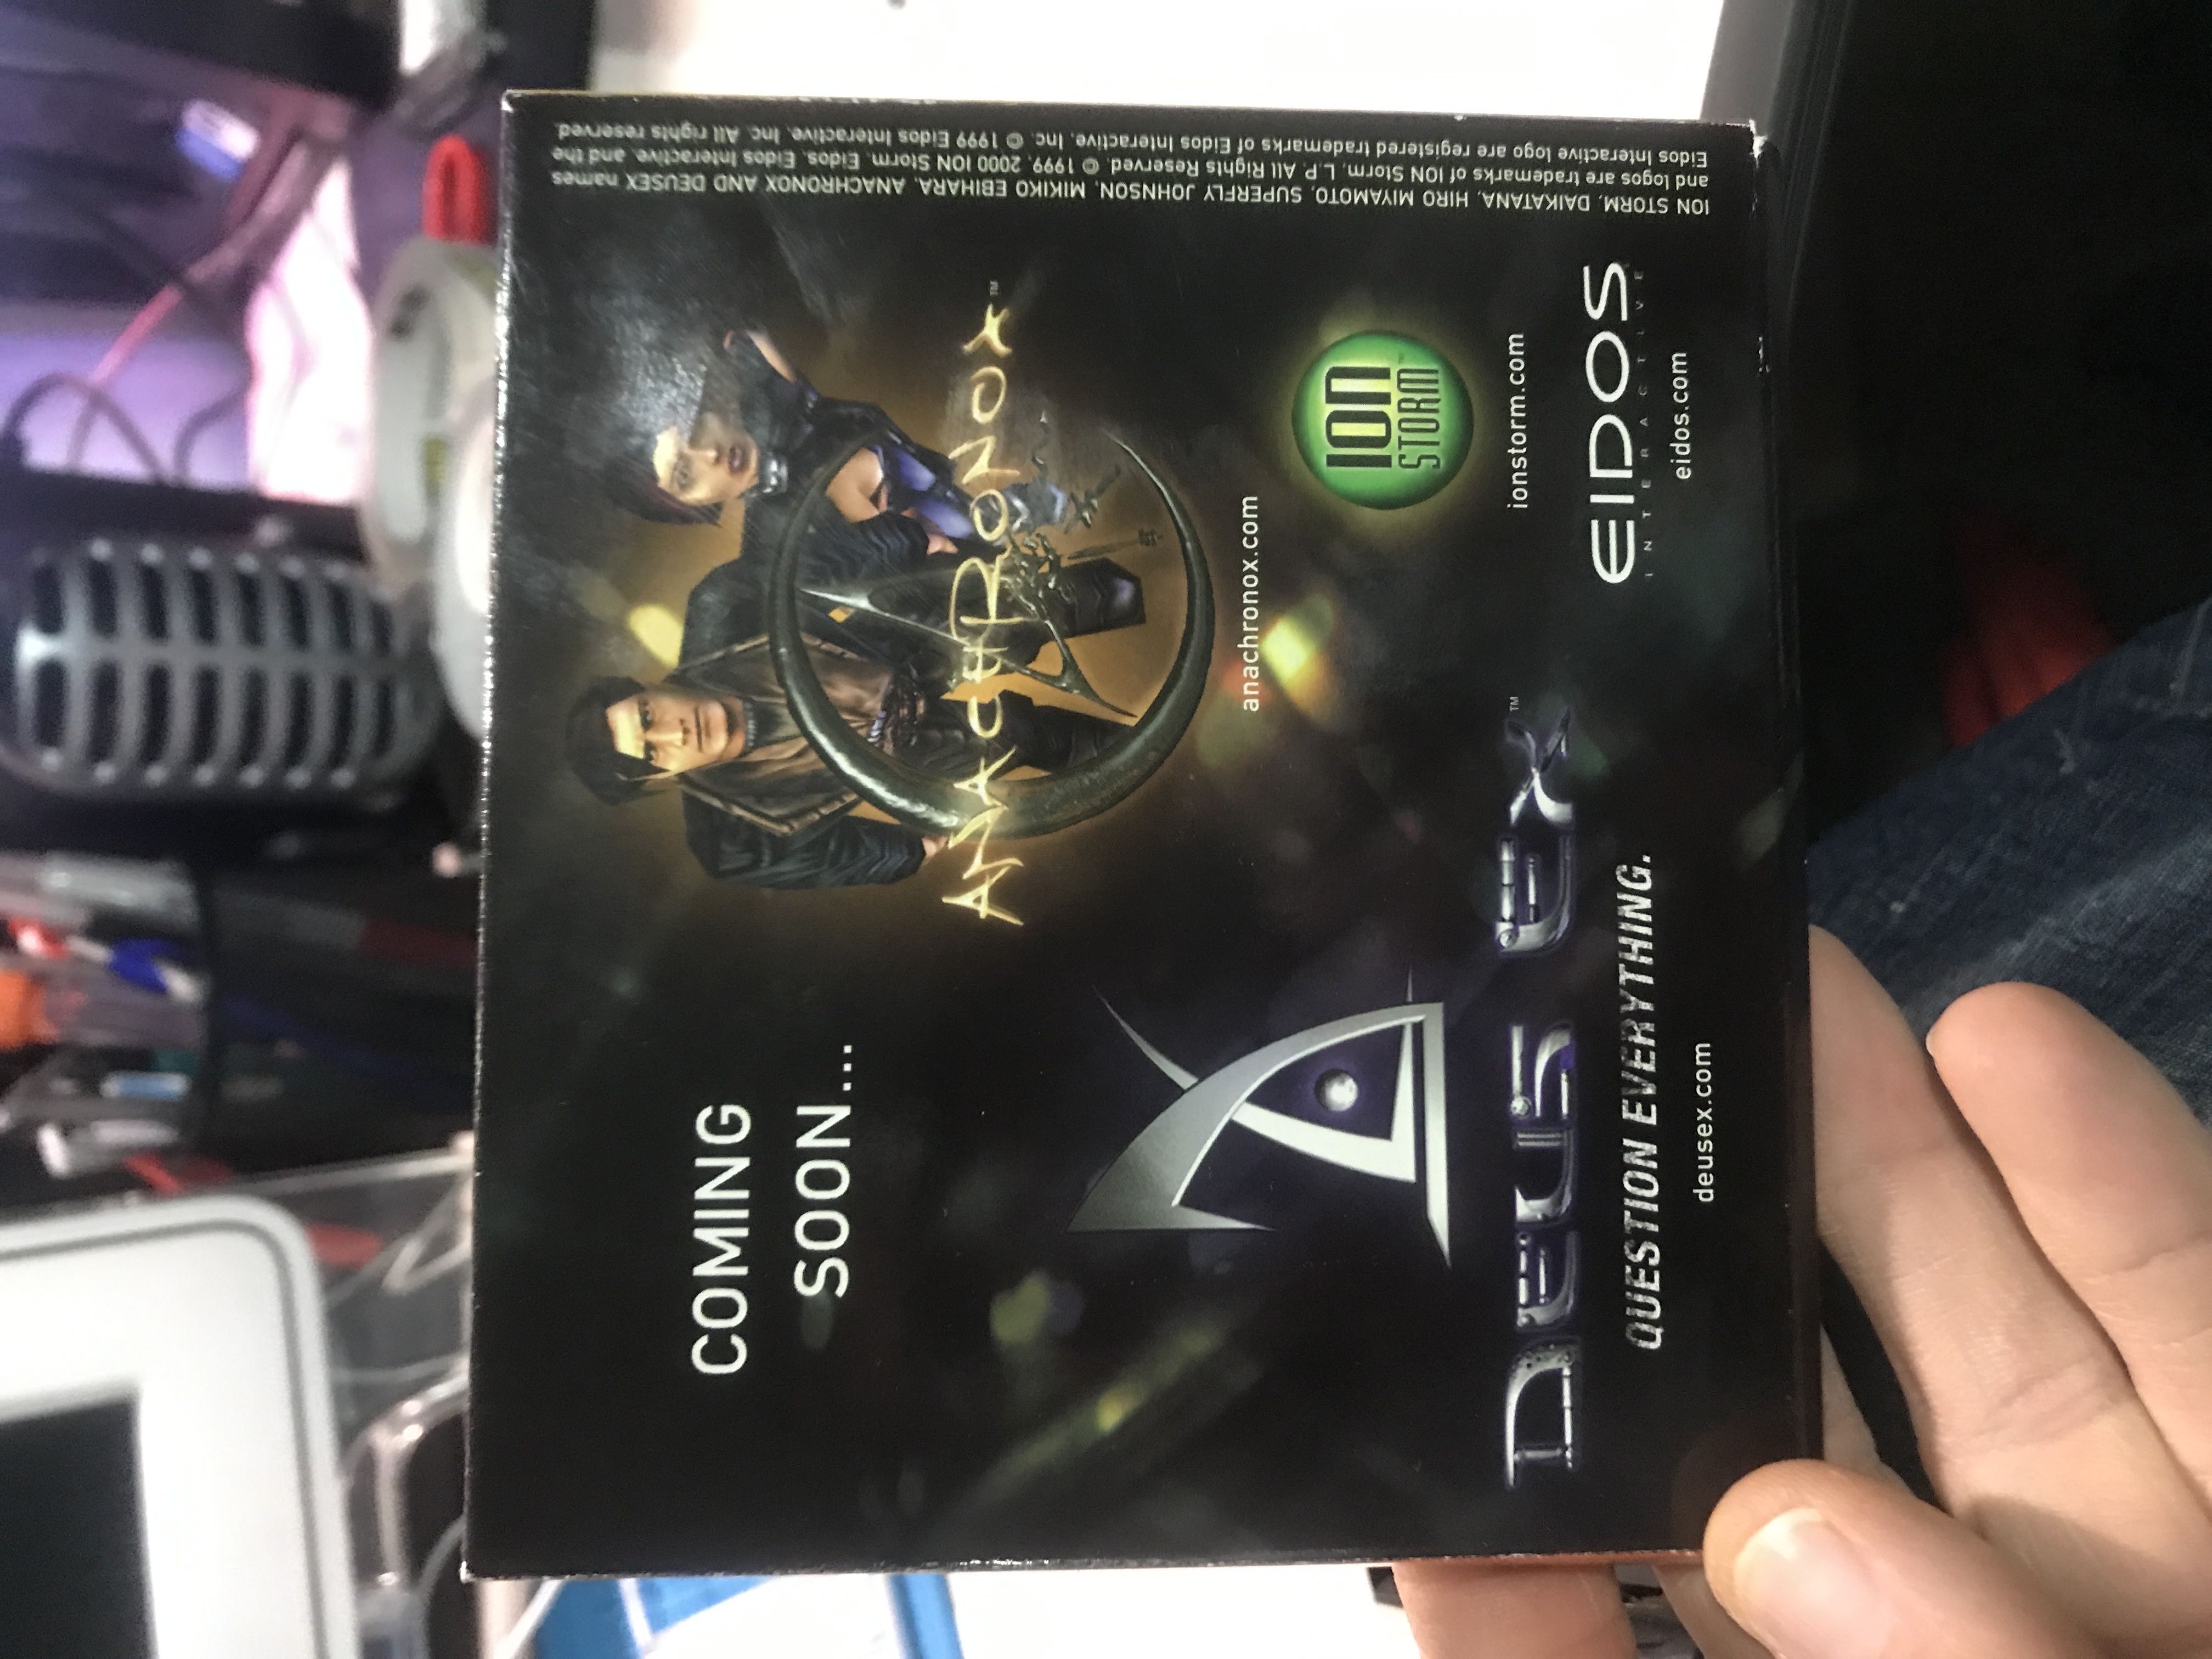 COMING
SOON...
ANACHRONOX™
anachronox.com
DEUS EX™
QUESTION EVERYTHING.
deusex.com
ION
STORM™
ionstorm.com
EIDOS
INTERACTIVE
eidos.com
ION STORM, DAIKATANA, HIRO MIYAMOTO, SUPERFLY JOHNSON, MIKIKO EBIHARA, ANACHRONOX AND DEUSEX names
and logos are trademarks of ION Storm, L.P. All Rights Reserved. © 1999, 2000 ION Storm. Eidos, Eidos Interactive, and the
Eidos Interactive logo are registered trademarks of Eidos Interactive, Inc. © 1999 Eidos Interactive, Inc. All rights reserved.